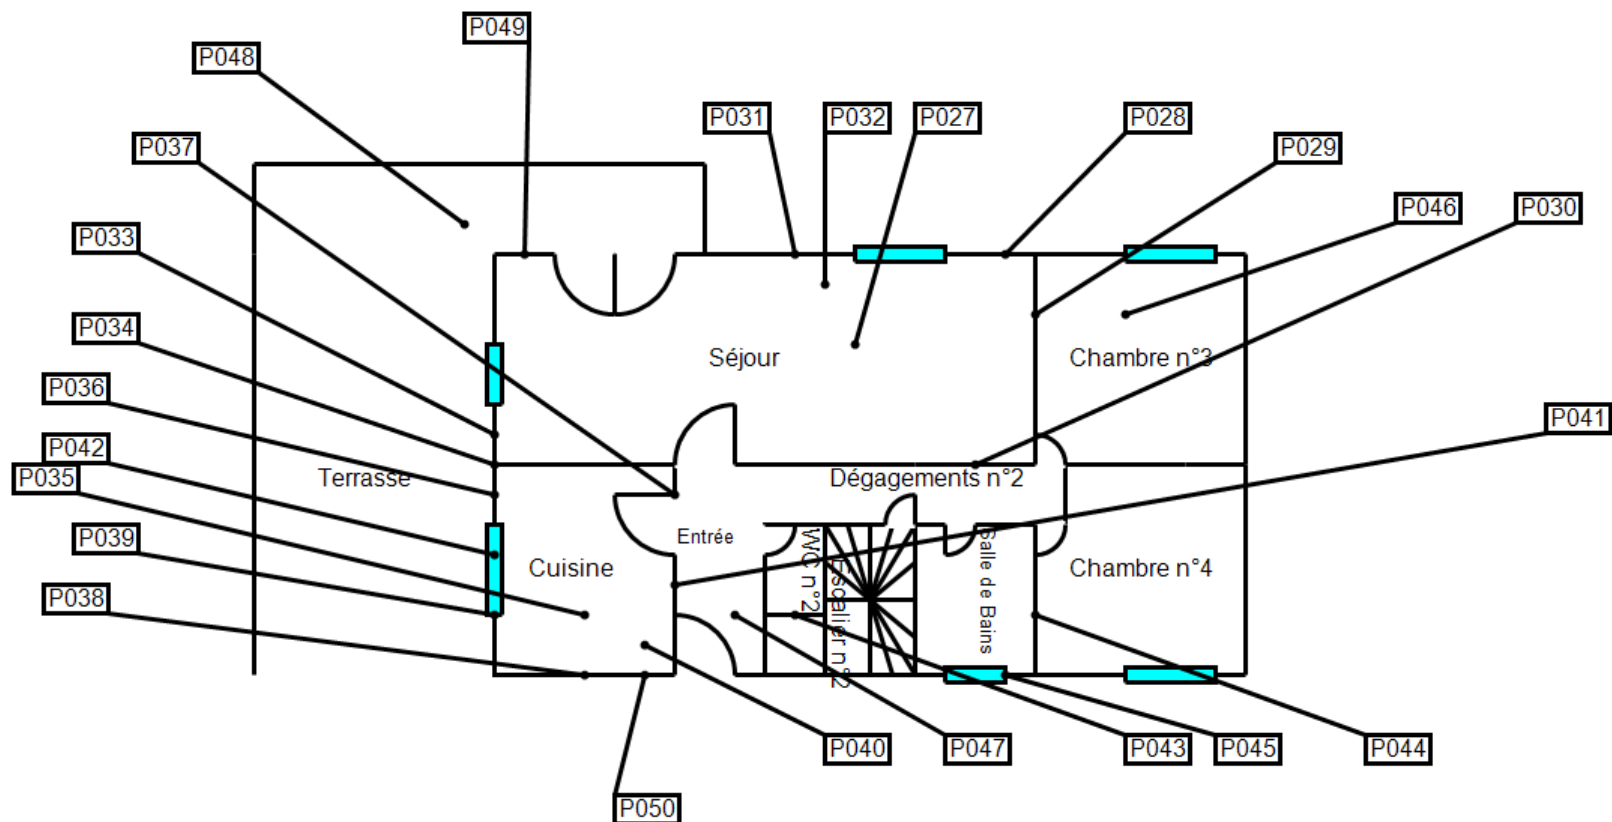 P049
P048
P031
P032
P027
P028
P037
P029
P046
P030
P033
P034
Séjour
Chambre n°3
P036
P041
P042
P035
Terrasse
Dégagements n°2
P039
Entrée
Cuisine
WC n°2
Escalier n°2
Salle de Bains
Chambre n°4
P038
P040
P047
P043
P045
P044
P050